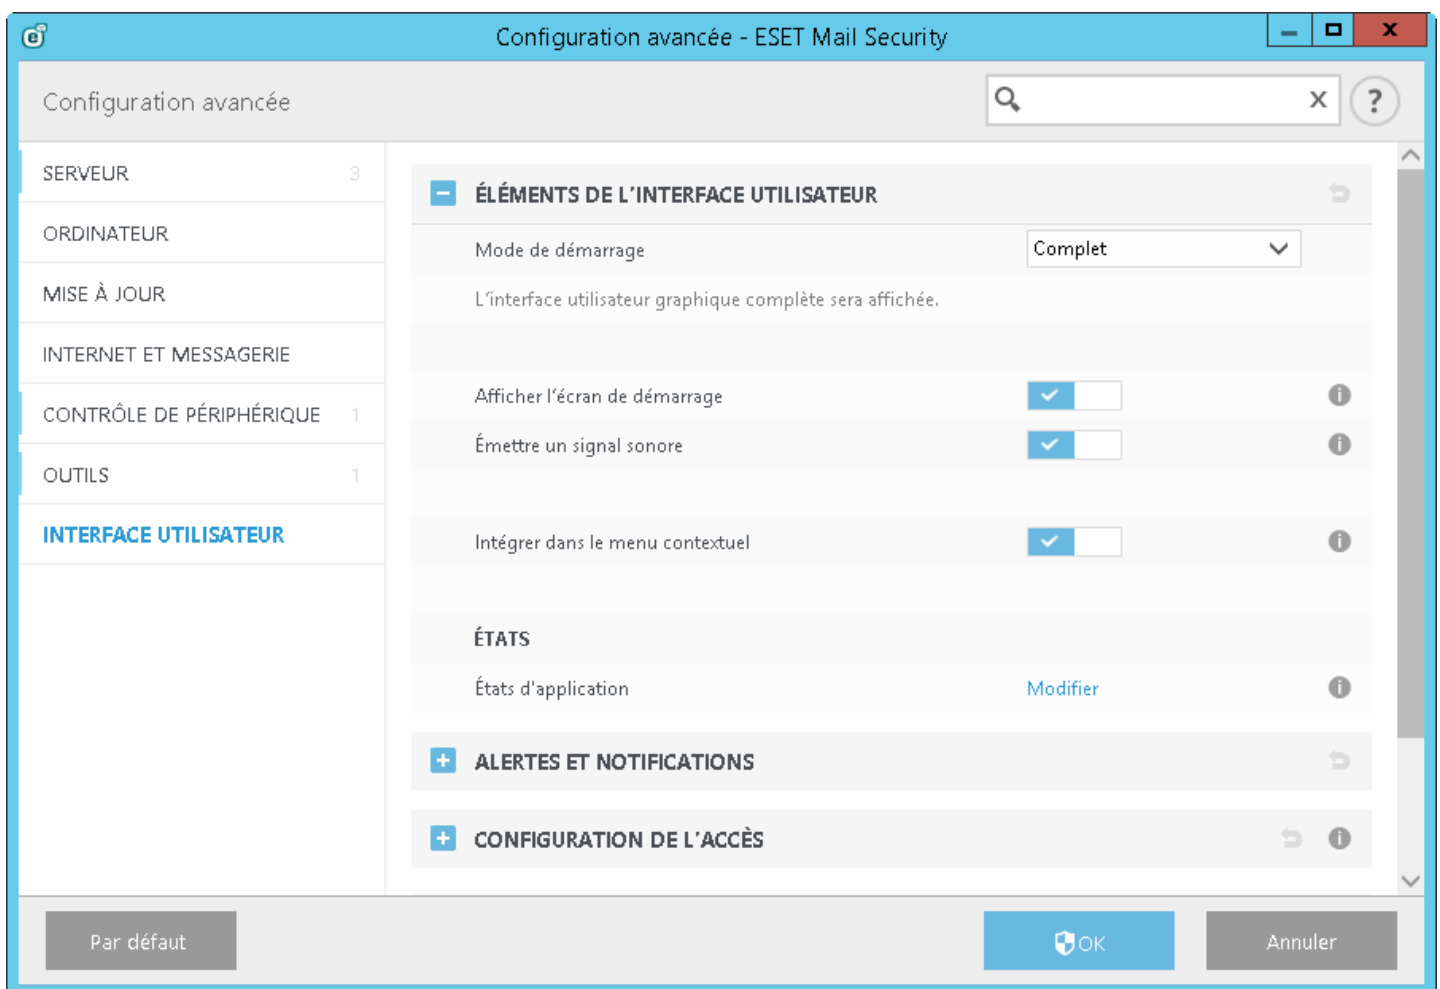 Configuration avancée - ESET Mail Security
Configuration avancée
SERVEUR 3
ORDINATEUR
MISE À JOUR
INTERNET ET MESSAGERIE
CONTRÔLE DE PÉRIPHÉRIQUE 1
OUTILS 1
INTERFACE UTILISATEUR
ÉLÉMENTS DE L'INTERFACE UTILISATEUR
Mode de démarrage Complet
L'interface utilisateur graphique complète sera affichée.
Afficher l'écran de démarrage
Émettre un signal sonore
Intégrer dans le menu contextuel
ÉTATS
États d'application Modifier
ALERTES ET NOTIFICATIONS
CONFIGURATION DE L'ACCÈS
Par défaut OK Annuler